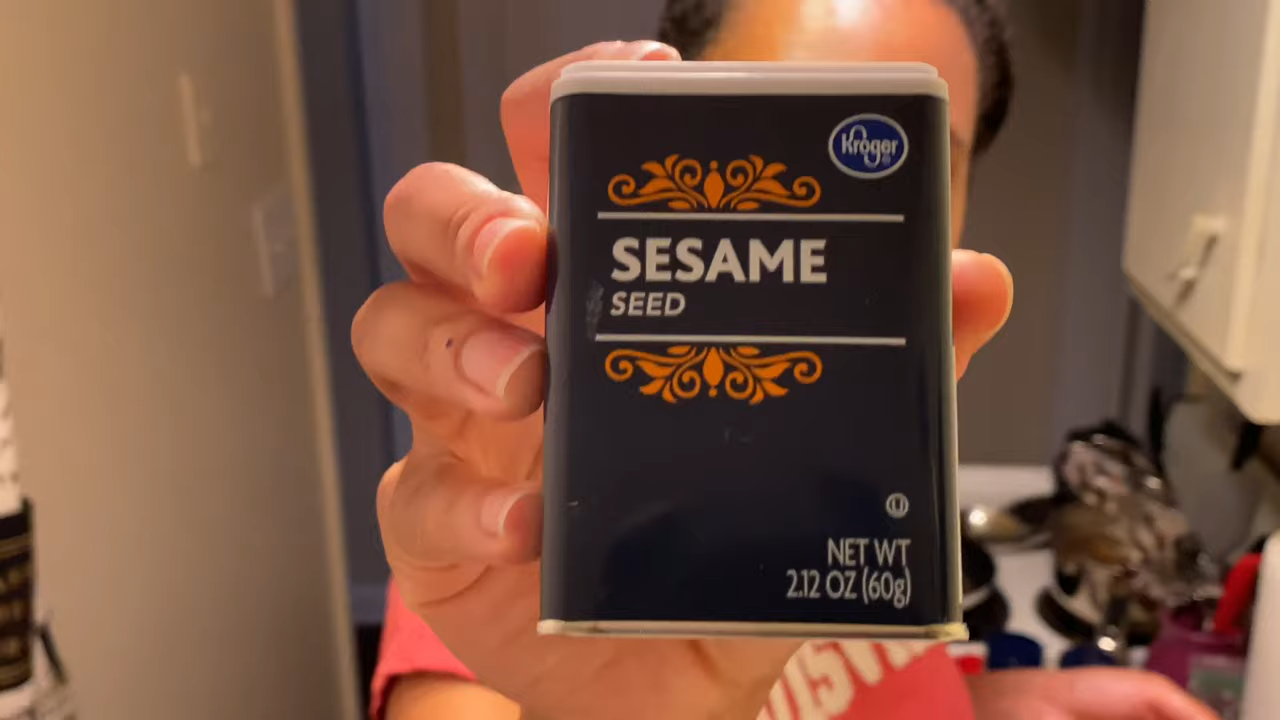 Kroger
SESAME
SEED
U
NET WT
2.12 OZ (60g)